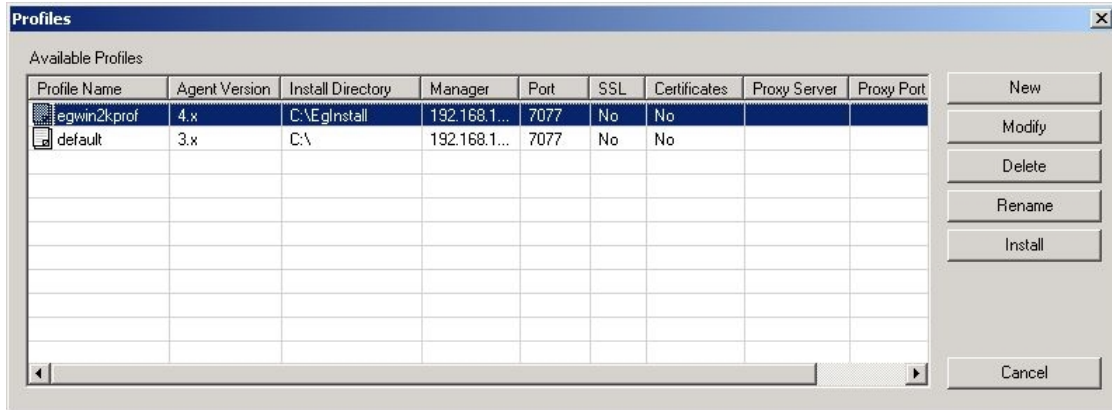 Profiles
Available Profiles
Profile Name Agent Version Install Directory Manager Port SSL Certificates Proxy Server Proxy Port
egwin2kprof 4.x C:\EgInstall 192.168.1... 7077 No No
default 3.x C:\ 192.168.1... 7077 No No
New
Modify
Delete
Rename
Install
Cancel